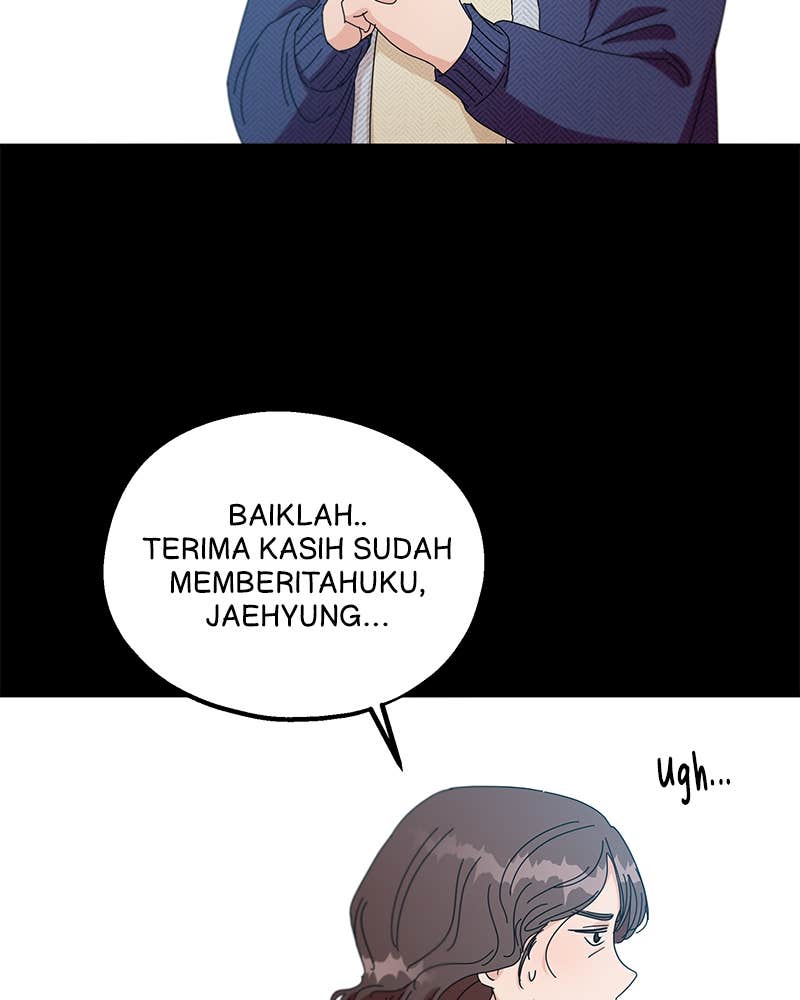 BAIKLAH..
TERIMA KASIH SUDAH
MEMBERITAHUKU,
JAEHYUNG...
Ugh...